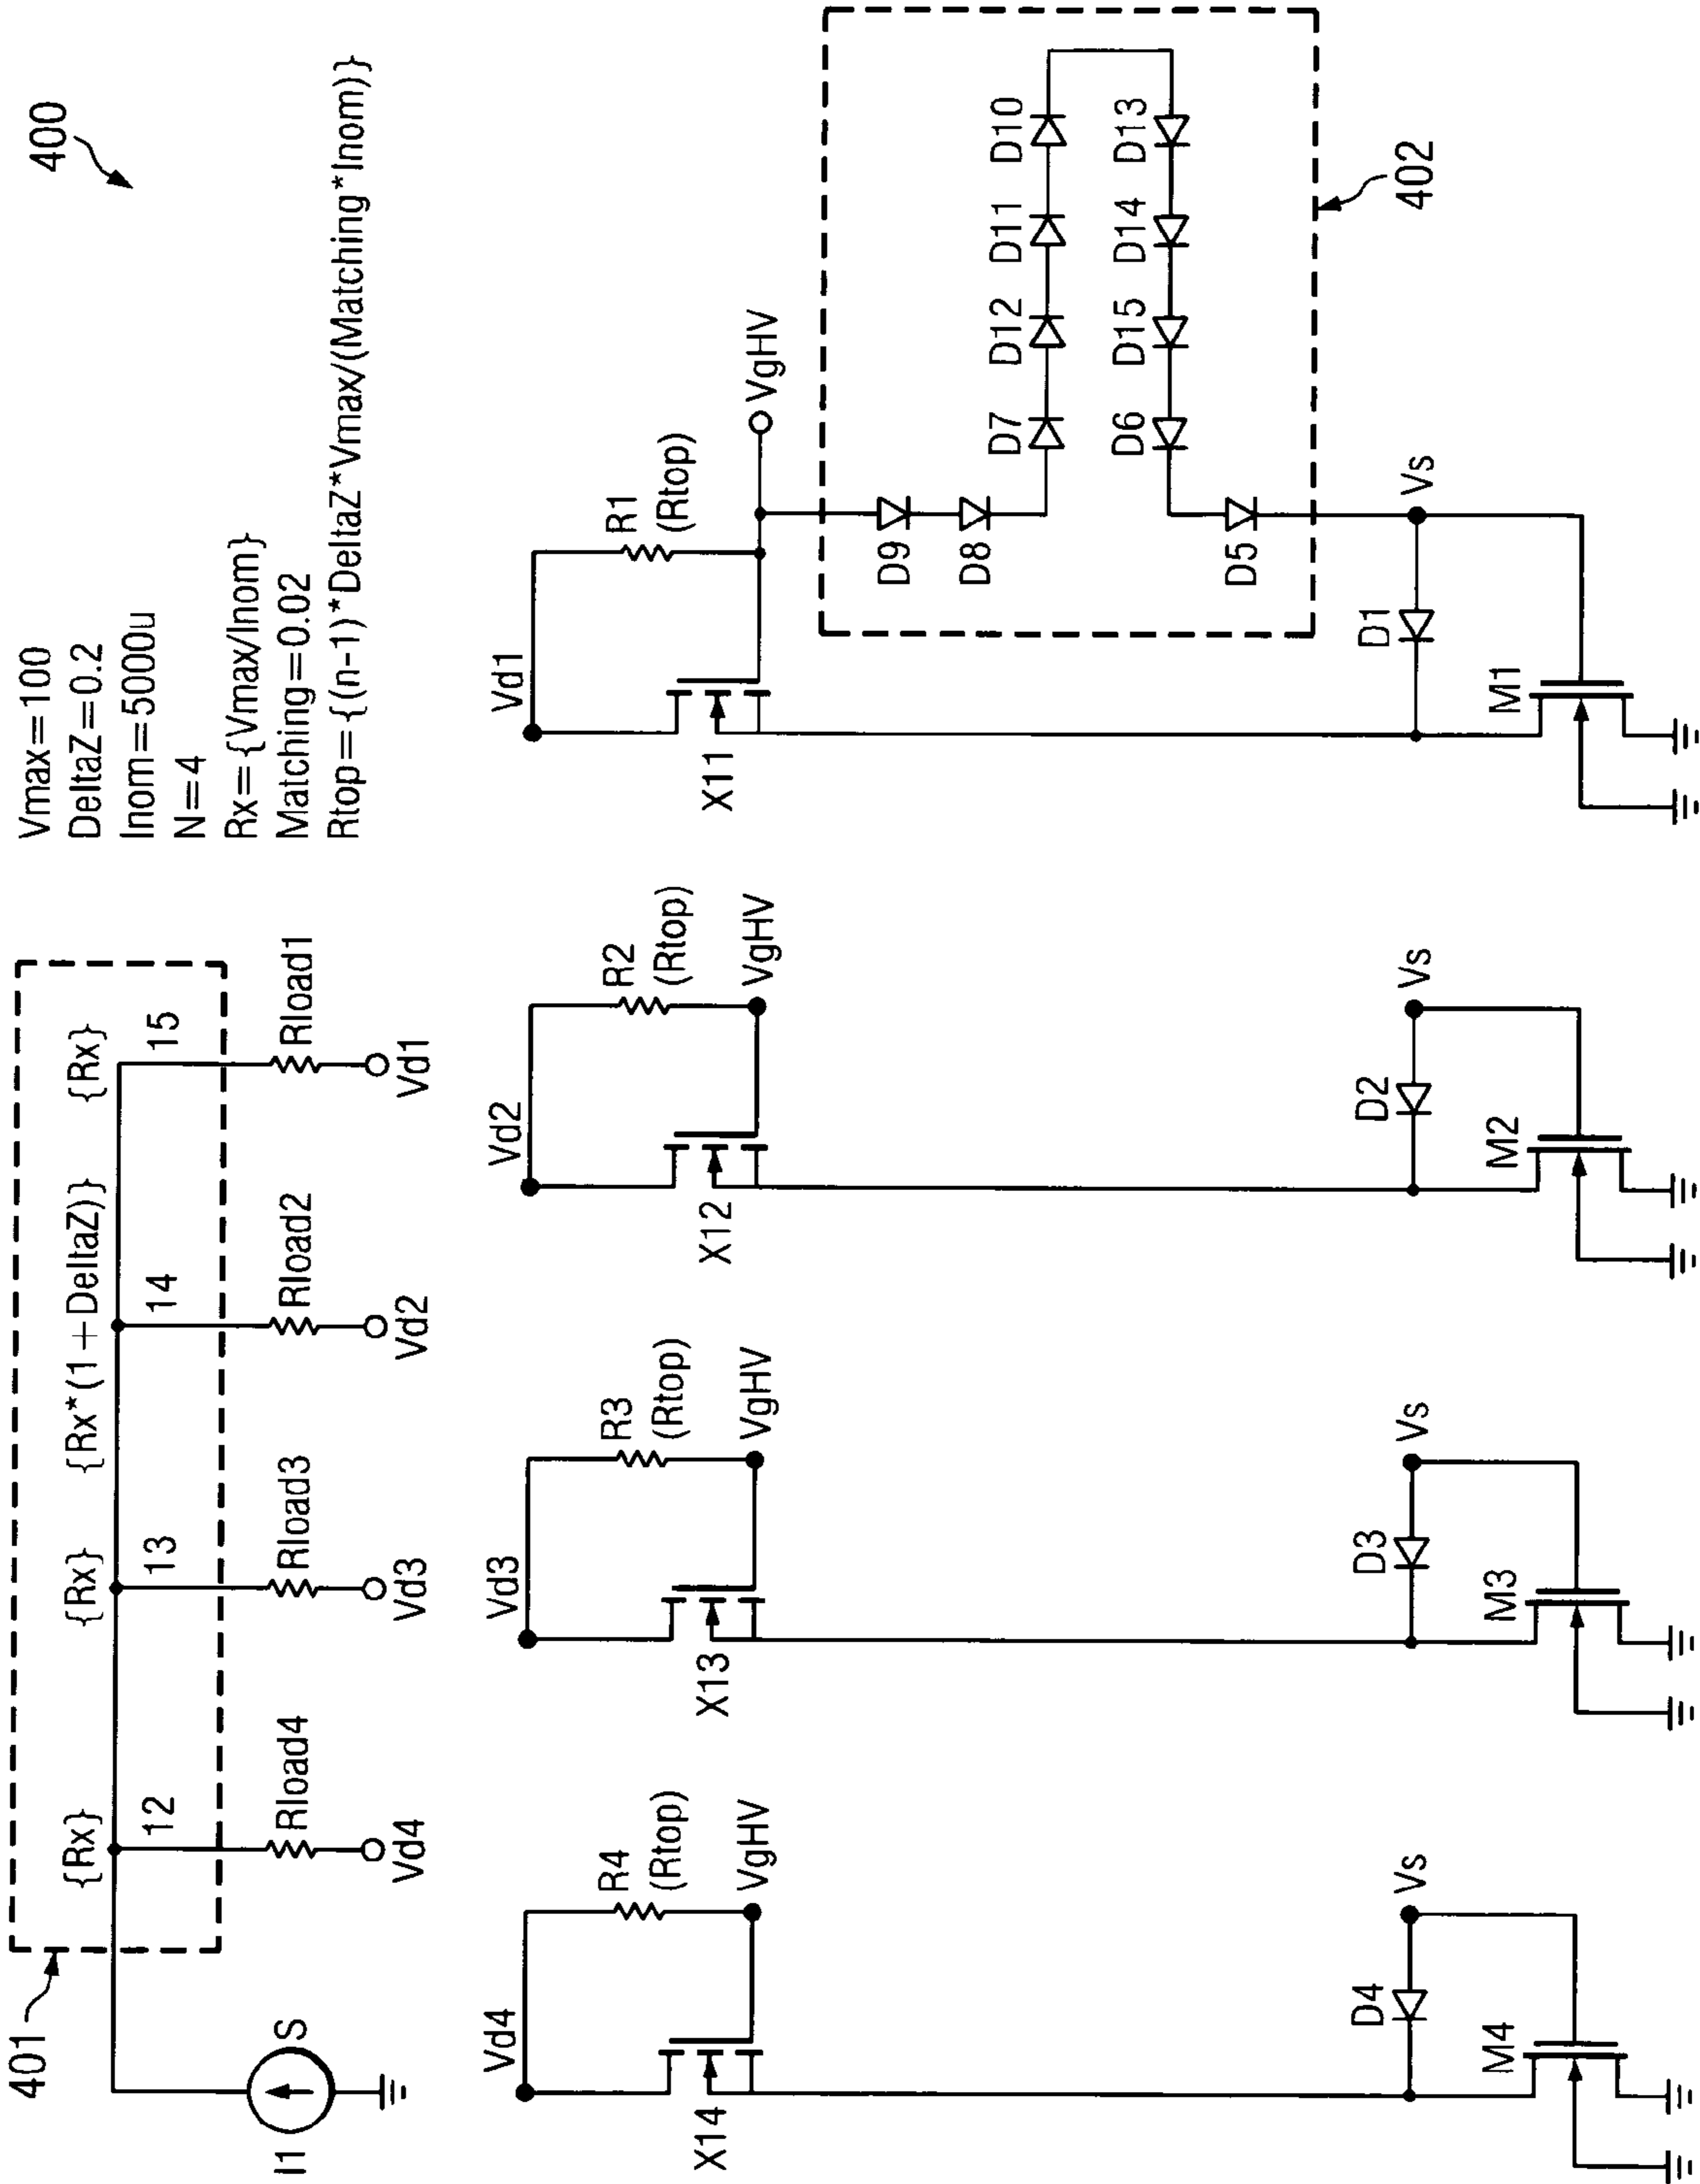 400
Vmax=100
DeltaZ=0.2
Inom=5000u
N=4
Rx={Vmax/Inom}
Matching=0.02
Rtop={(n-1)*DeltaZ*Vmax/(Matching*Inom)}
401
{Rx} {Rx} {Rx*(1+DeltaZ)} {Rx}
12 13 14 15
I1 S
Rload4 Rload3 Rload2 Rload1
Vd4 Vd3 Vd2 Vd1
Vd4 Vd3 Vd2 Vd1
R4 R3 R2 R1
(Rtop) (Rtop) (Rtop) (Rtop)
VgHV VgHV VgHV VgHV
X14 X13 X12 X11
D9
D8
D7 D12 D11 D10
D6 D15 D14 D13
D5
402
Vs Vs Vs Vs
D4 D3 D2 D1
M4 M3 M2 M1